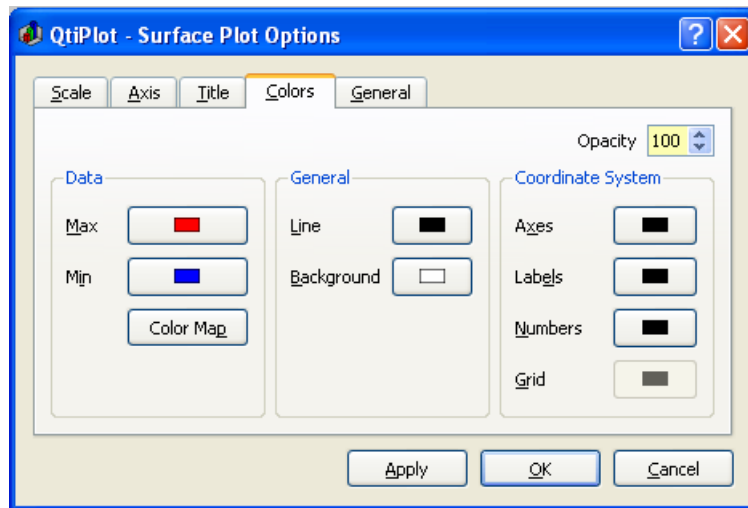 QtiPlot - Surface Plot Options
Scale Axis Title Colors General
Opacity 100
Data
Max
Min
Color Map
General
Line
Background
Coordinate System
Axes
Labels
Numbers
Grid
Apply OK Cancel